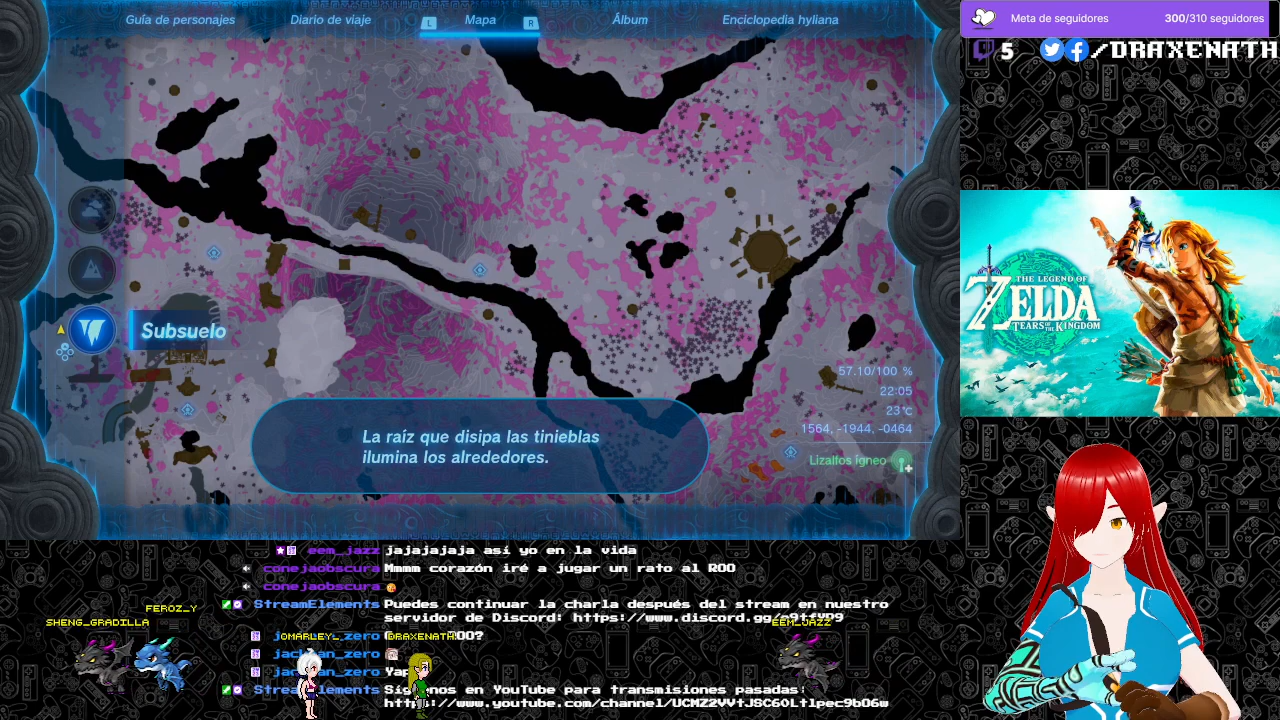 Guía de personajes
Diario de viaje
L
Mapa
R
Álbum
Enciclopedia hyliana
Meta de seguidores
300/310 seguidores
5
/DRAXENATH
Subsuelo
THE LEGEND OF
ZELDA
TEARS OF THE KINGDOM
57.10/100 %
22:05
23℃
1564, -1944, -0464
Lizalfos ígneo
La raíz que disipa las tinieblas
ilumina los alrededores.
eem_jazz jajajajaja así yo en la vida
conejaobscura Mmmm corazón iré a jugar un rato al ROO
conejaobscura
StreamElements Puedes continuar la charla después del stream en nuestro
servidor de Discord:
FEROZ_Y
SHENG_GRADILLA
EEM_JAZZ
OMARLEY_
DRAXENATH
StreamElements
en YouTube para transmisiones pasadas: